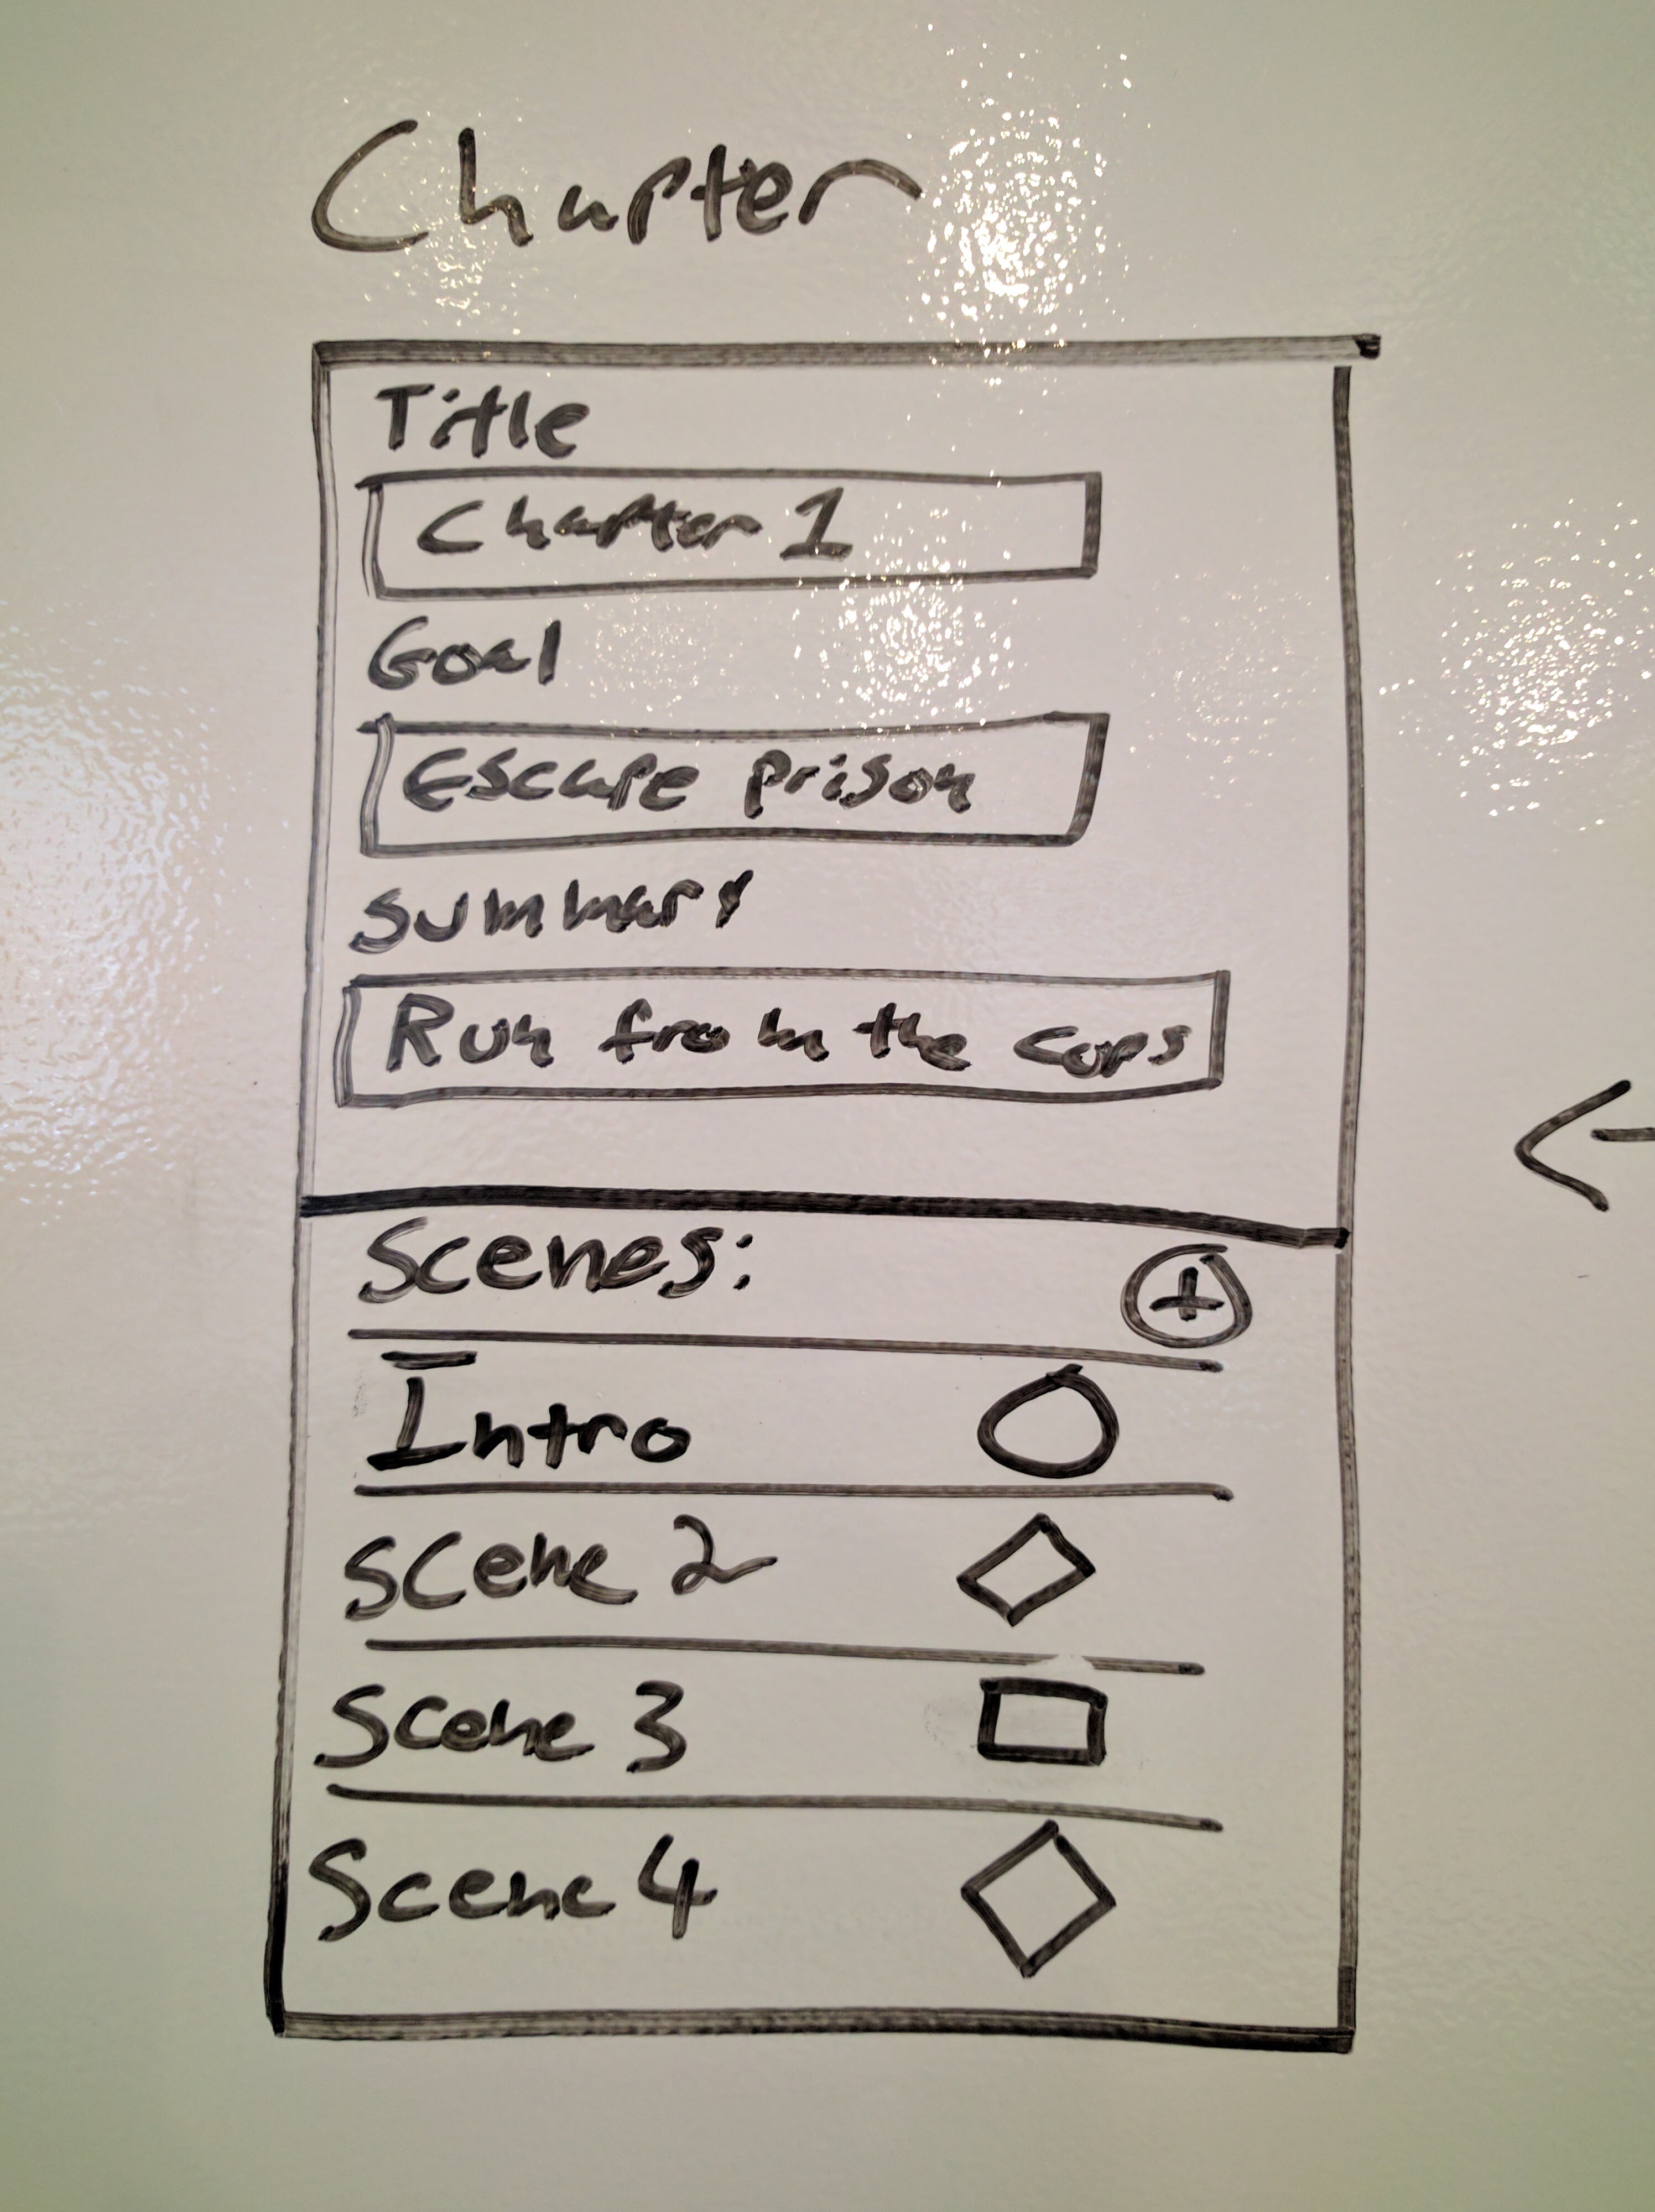 Chapter
Title
Chapter 1
Goal
Escape prison
Summary
Run from the cops
Scenes:
+
Intro
Scene 2
Scene 3
Scene 4